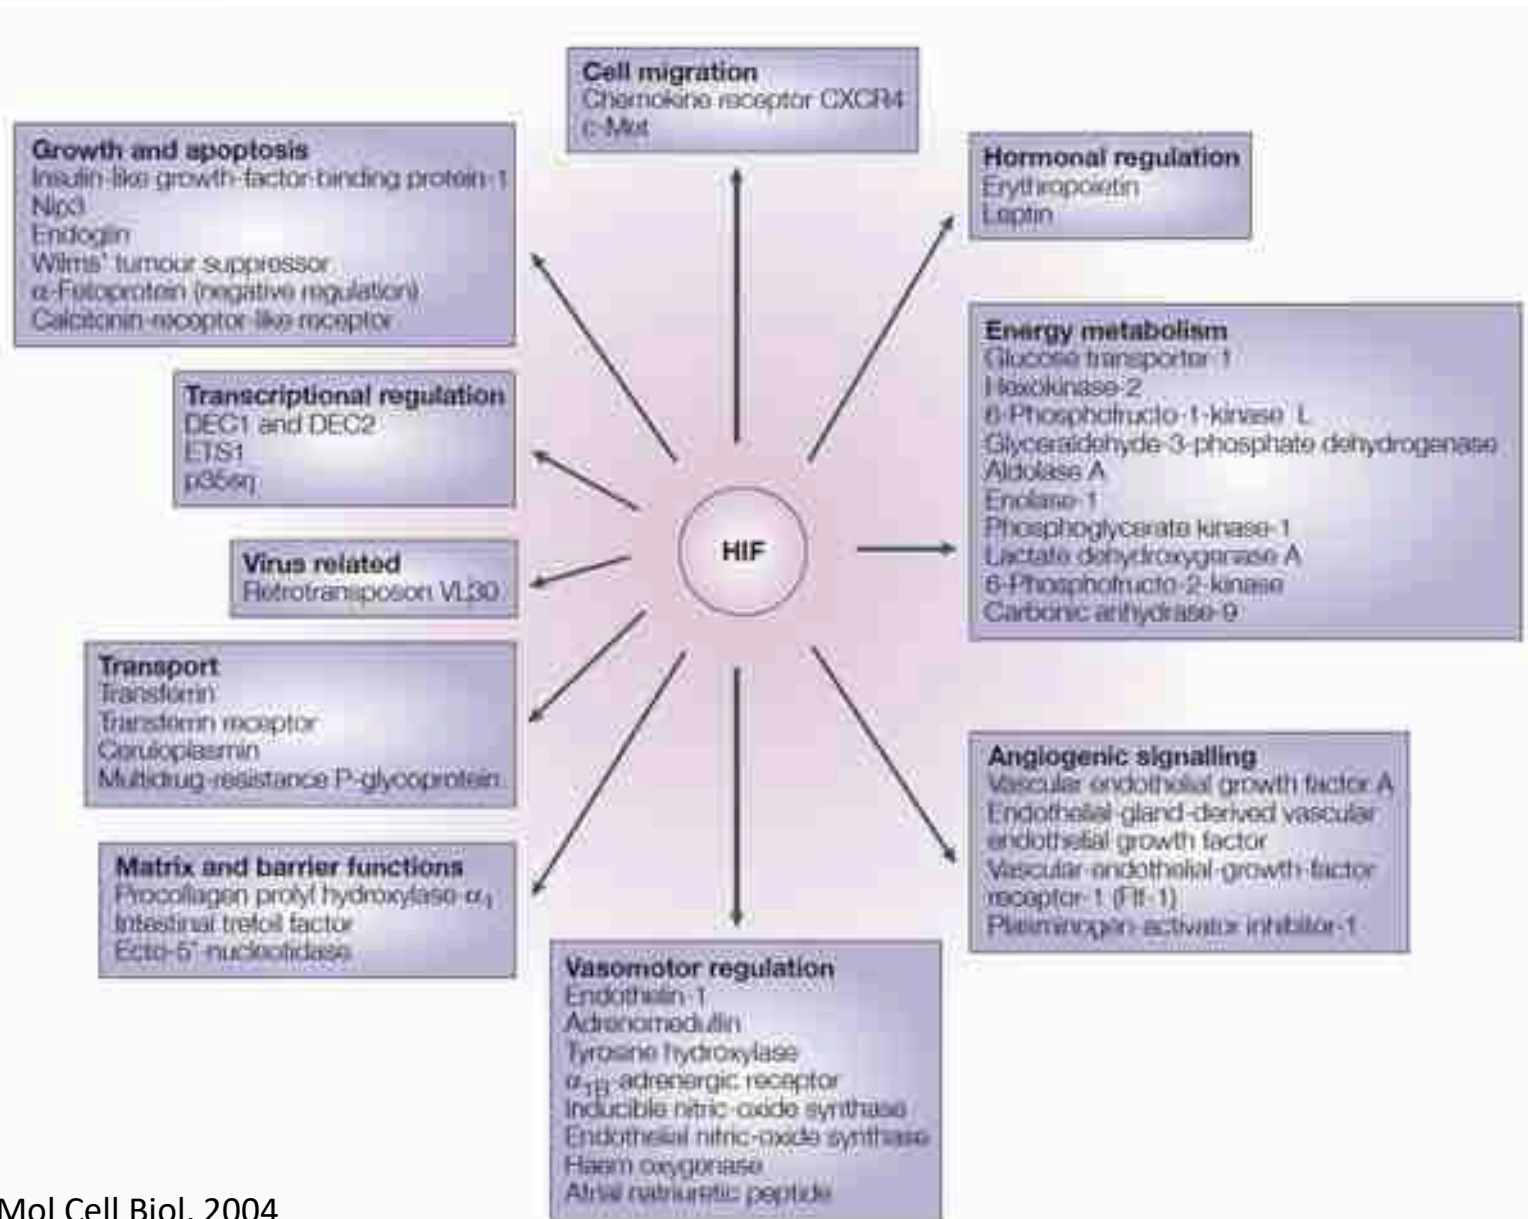 Cell migration
Chemokine receptor CXCR4
c-Met
Growth and apoptosis
Insulin-like growth-factor-binding protein-1
Nip3
Endoglin
Wilms' tumour suppressor
α-Fetoprotein (negative regulation)
Calcitonin-receptor-like receptor
Hormonal regulation
Erythropoietin
Leptin
Energy metabolism
Glucose transporter-1
Hexokinase-2
6-Phosphofructo-1-kinase L
Glyceraldehyde-3-phosphate dehydrogenase
Aldolase A
Enolase-1
Phosphoglycerate kinase-1
Lactate dehydroxygenase A
6-Phosphofructo-2-kinase
Carbonic anhydrase-9
Transcriptional regulation
DEC1 and DEC2
ETS1
p35srj
HIF
Virus related
Retrotransposon VL30
Transport
Transferrin
Transferrin receptor
Ceruloplasmin
Multidrug-resistance P-glycoprotein
Angiogenic signalling
Vascular endothelial growth factor A
Endothelial-gland-derived vascular
endothelial growth factor
Vascular-endothelial-growth-factor
receptor-1 (Flt-1)
Plasminogen-activator inhibitor-1
Matrix and barrier functions
Procollagen prolyl hydroxylase-α1
Intestinal trefoil factor
Ecto-5'-nucleotidase
Vasomotor regulation
Endothelin-1
Adrenomedullin
Tyrosine hydroxylase
α1B-adrenergic receptor
Inducible nitric-oxide synthase
Endothelial nitric-oxide synthase
Haem oxygenase
Atrial natriuretic peptide
Mol Cell Biol. 2004